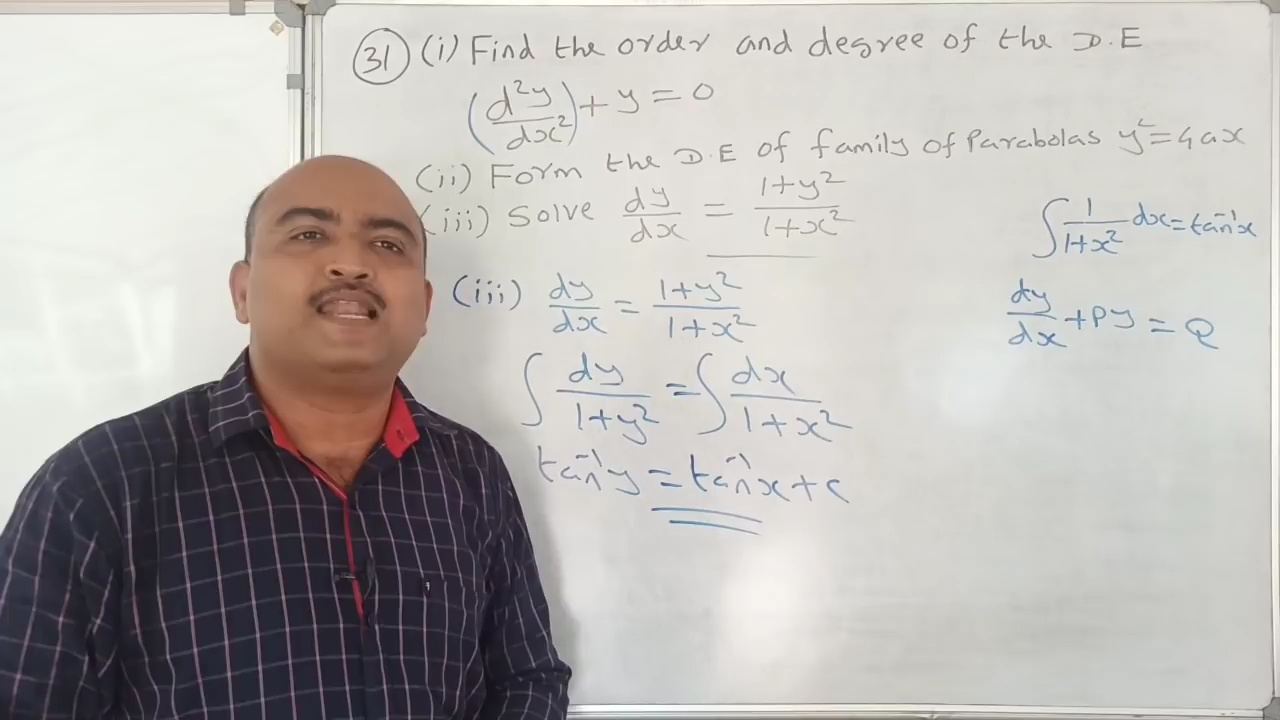 31 (i) Find the order and degree of the D.E
(d²y/dx²) + y = 0
(ii) Form the D.E of family of Parabolas y² = 4ax
(iii) Solve dy/dx = 1+y²/1+x²
(iii) dy/dx = 1+y²/1+x²
∫ dy/1+y² = ∫ dx/1+x²
tan⁻¹y = tan⁻¹x + c
∫ 1/1+x² dx = tan⁻¹x
dy/dx + Py = Q